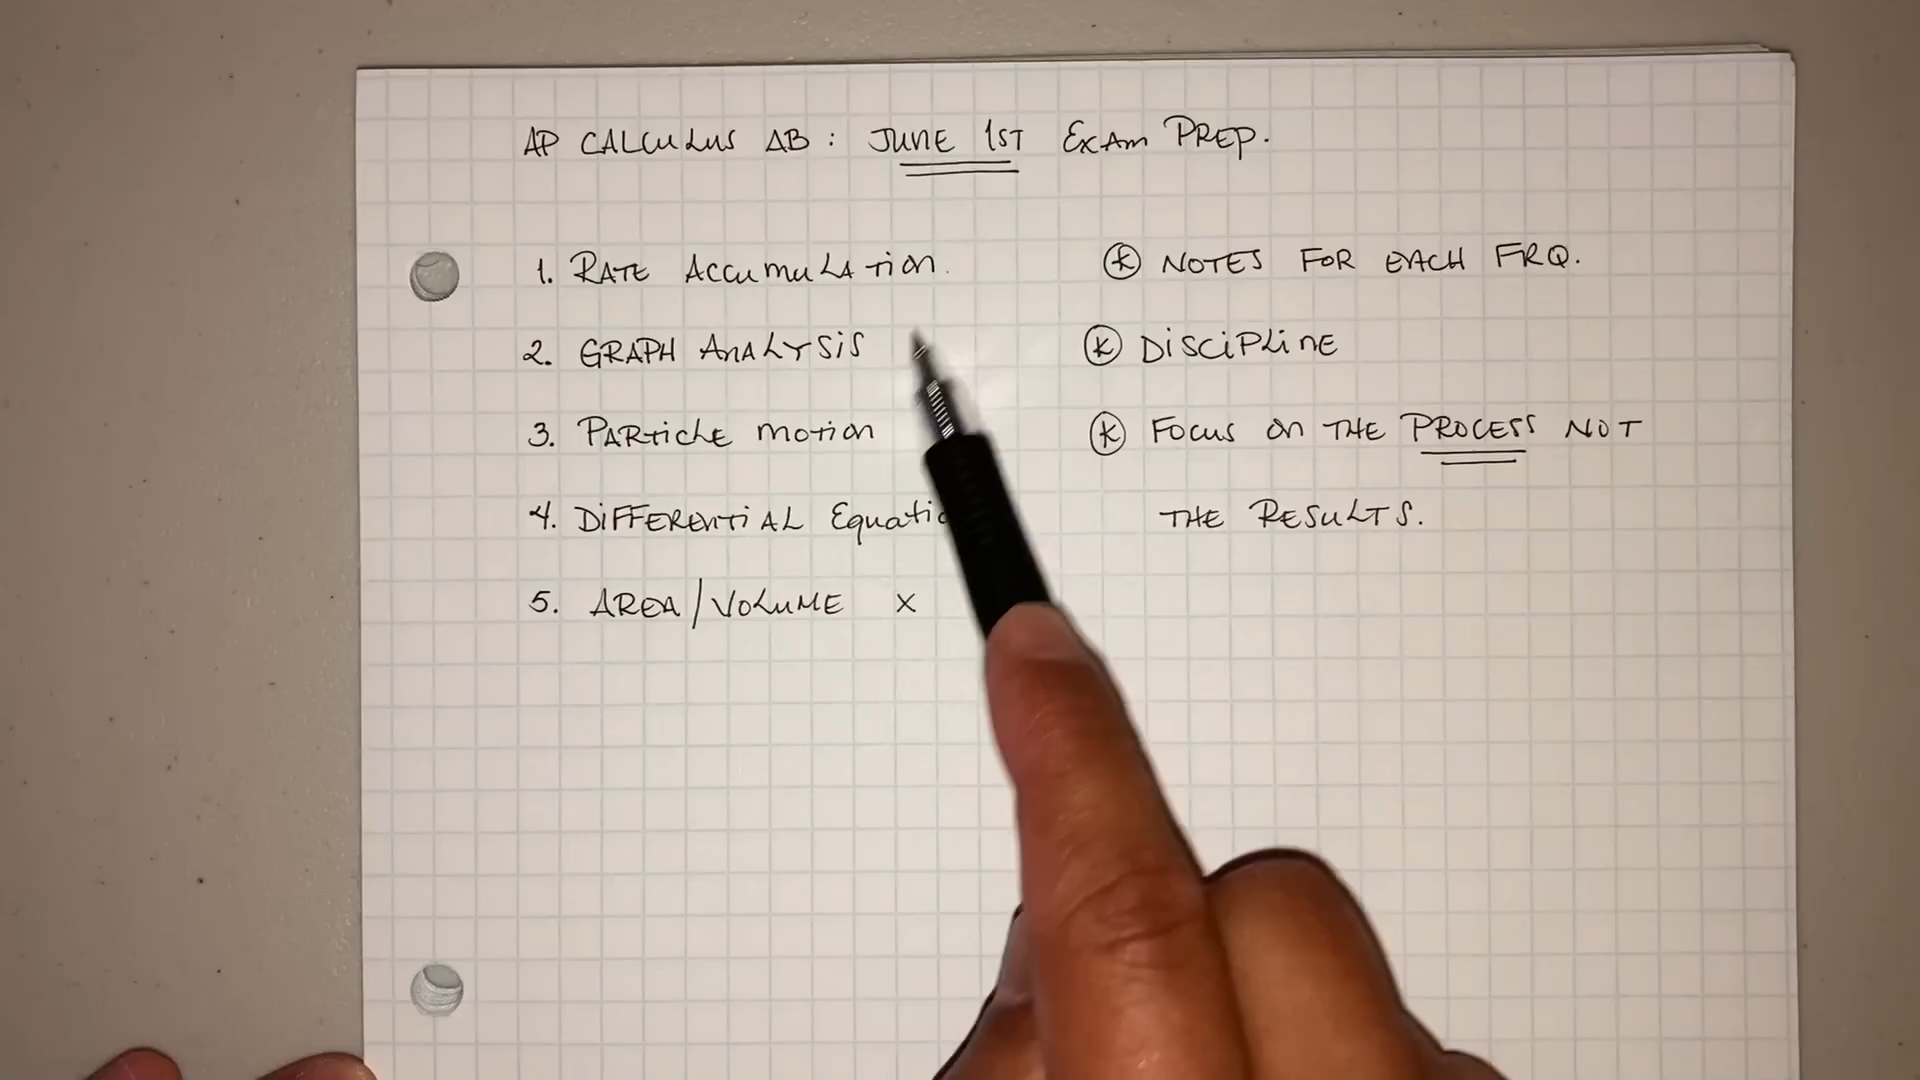 AP CALCULUS AB: JUNE 1ST EXAM PREP.
1. RATE ACCUMULATION.
2. GRAPH ANALYSIS
3. PARTICLE MOTION
4. DIFFERENTIAL Equatio
5. AREA/VOLUME X
* NOTES FOR EACH FRQ.
* DISCIPLINE
* FOCUS ON THE PROCESS NOT
THE RESULTS.